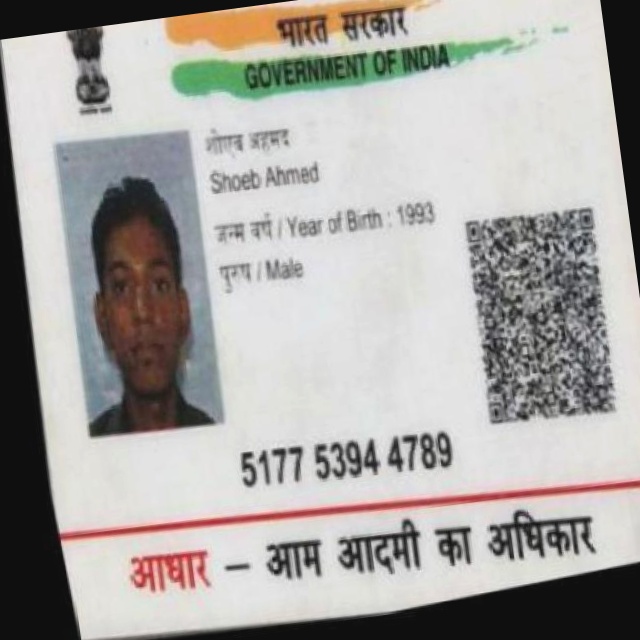 भारत सरकार
GOVERNMENT OF INDIA
शोएब अहमद
Shoeb Ahmed
जन्म वर्ष / Year of Birth : 1993
पुरुष / Male
5177 5394 4789
आधार – आम आदमी का अधिकार